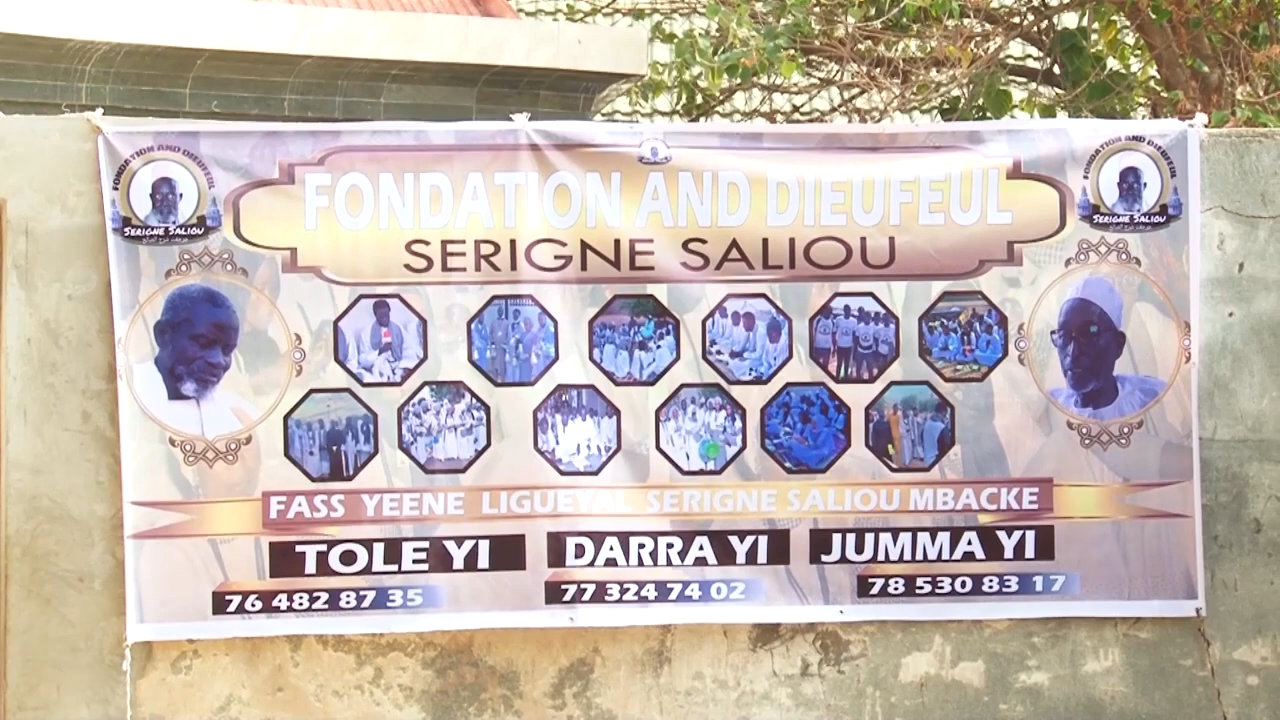 FONDATION AND DIEUFEUL
SERIGNE SALIOU
FONDATION AND DIEUFEUL
SERIGNE SALIOU
FONDATION AND DIEUFEUL
SERIGNE SALIOU
FASS YEENE LIGUEYAL SERIGNE SALIOU MBACKE
TOLE YI DARRA YI JUMMA YI
76 482 87 35 77 324 74 02 78 530 83 17